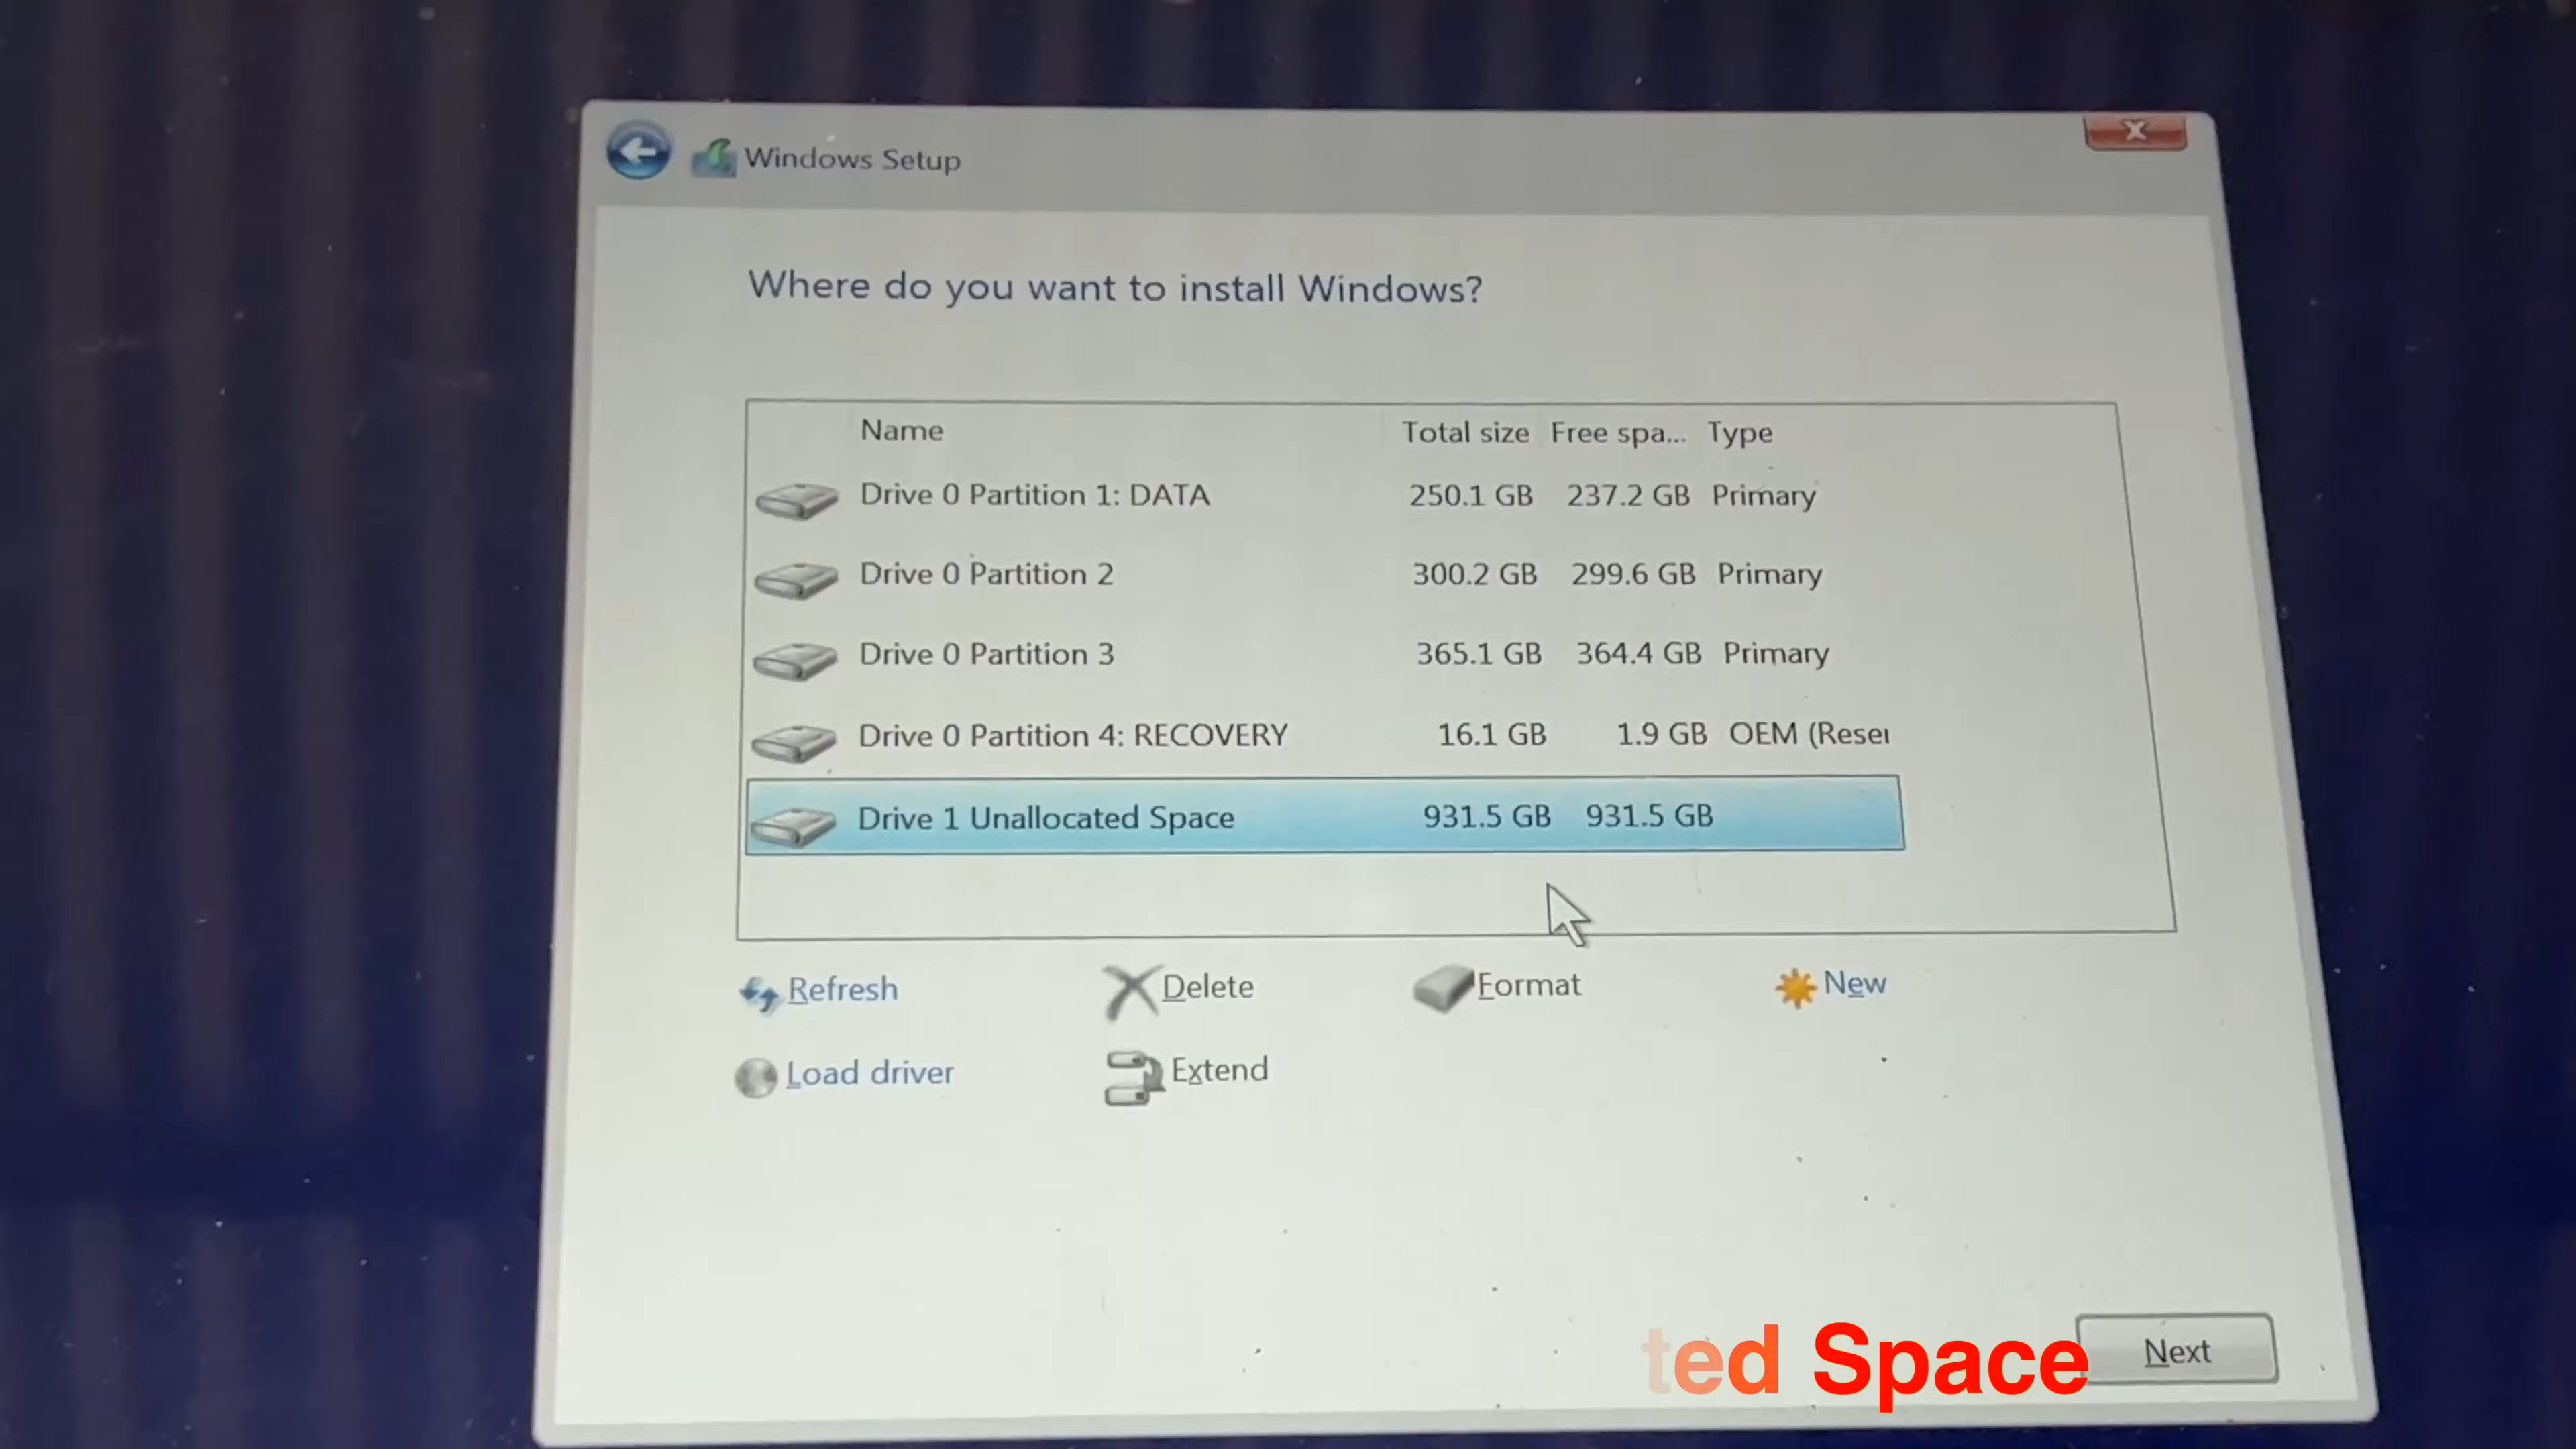 Windows Setup
Where do you want to install Windows?
Name Total size Free spa... Type
Drive 0 Partition 1: DATA 250.1 GB 237.2 GB Primary
Drive 0 Partition 2 300.2 GB 299.6 GB Primary
Drive 0 Partition 3 365.1 GB 364.4 GB Primary
Drive 0 Partition 4: RECOVERY 16.1 GB 1.9 GB OEM (Reser
Drive 1 Unallocated Space 931.5 GB 931.5 GB
Refresh Delete Format New
Load driver Extend
ted Space Next